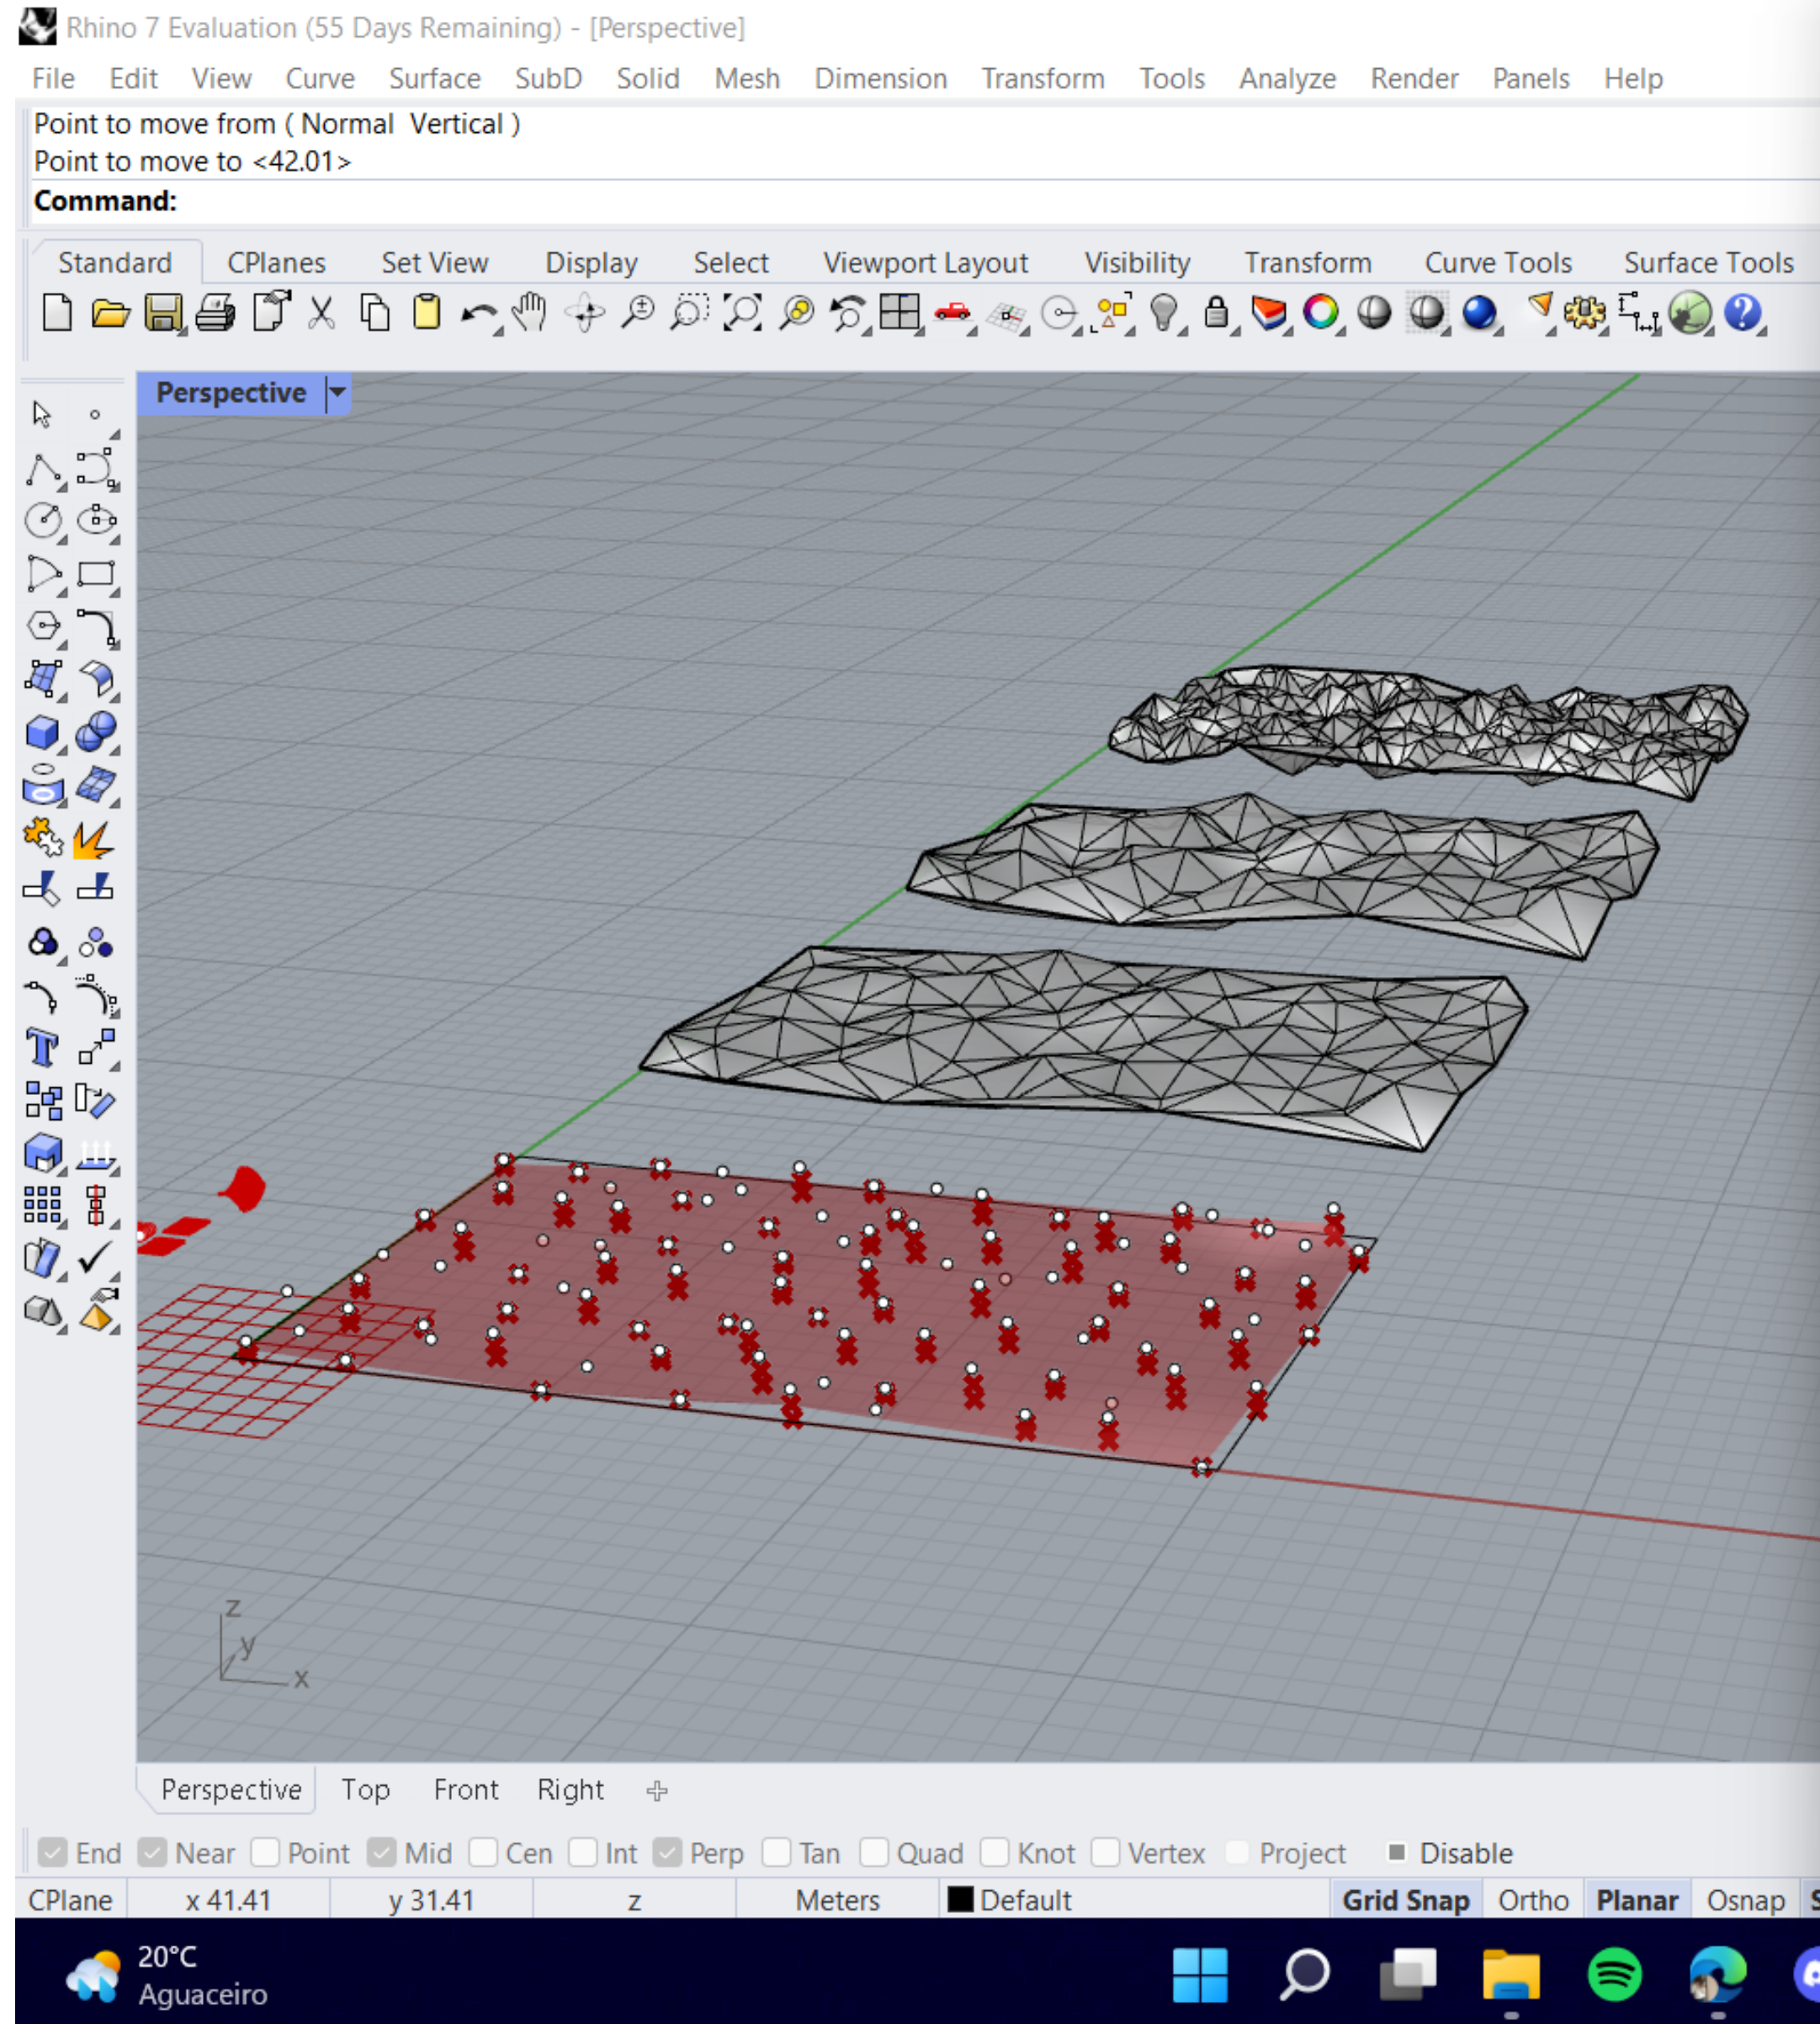 Rhino 7 Evaluation (55 Days Remaining) - [Perspective]
File Edit View Curve Surface SubD Solid Mesh Dimension Transform Tools Analyze Render Panels Help
Point to move from ( Normal Vertical )
Point to move to <42.01>
Command:
Standard CPlanes Set View Display Select Viewport Layout Visibility Transform Curve Tools Surface Tools
Perspective
z
y
x
Perspective Top Front Right
End Near Point Mid Cen Int Perp Tan Quad Knot Vertex Project Disable
CPlane x 41.41 y 31.41 z Meters Default Grid Snap Ortho Planar Osnap
20°C
Aguaceiro